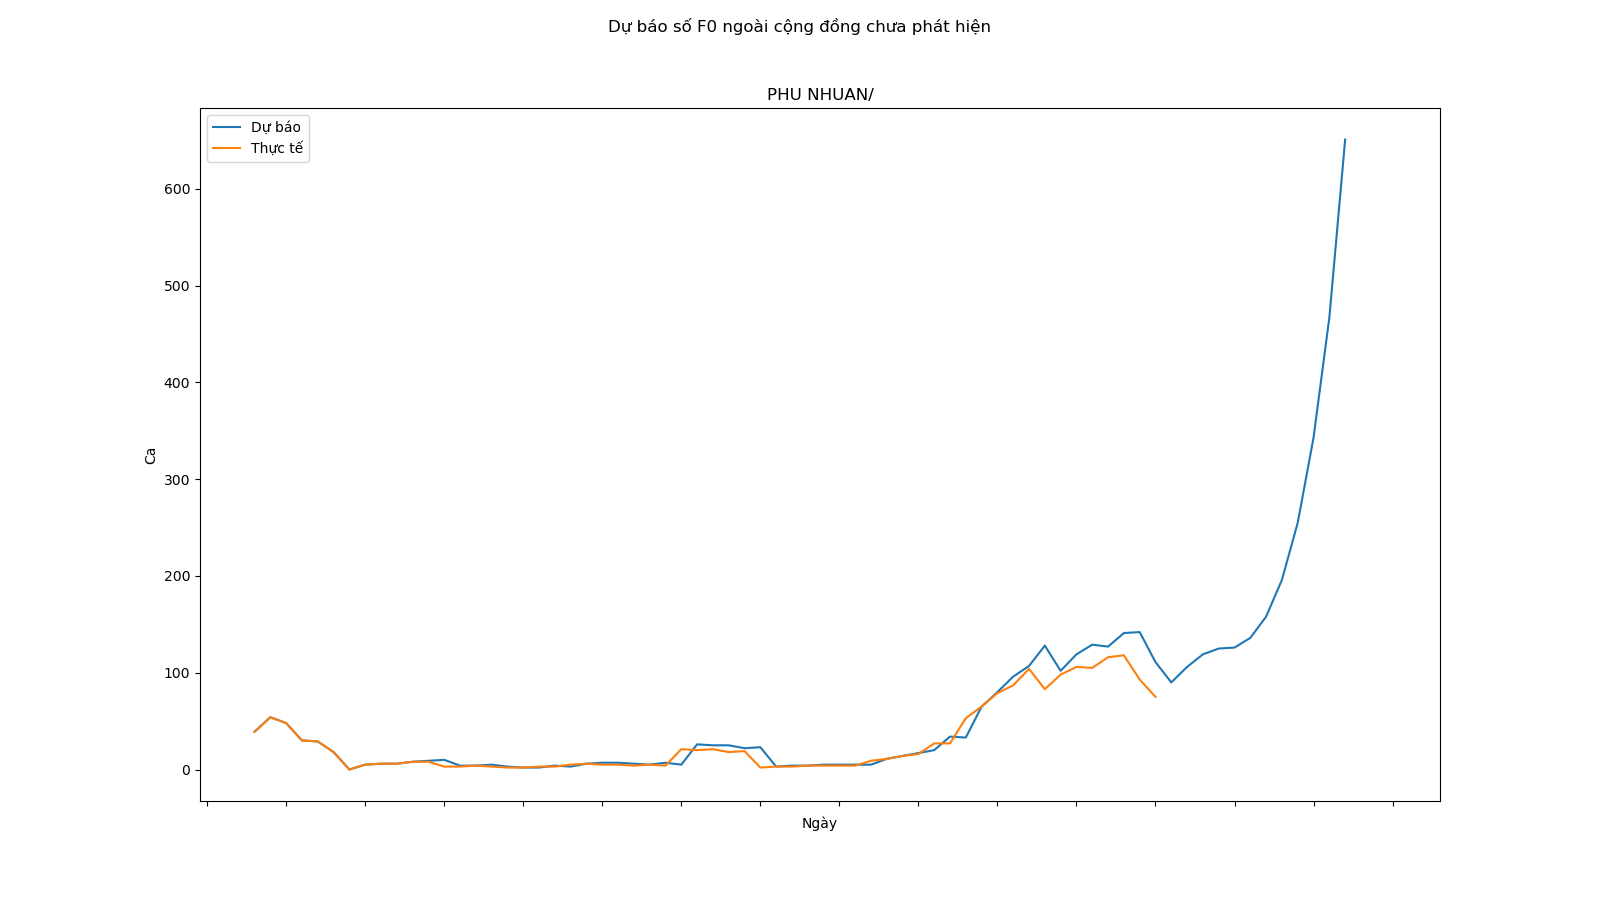 Dự báo số F0 ngoài cộng đồng chưa phát hiện
PHU NHUAN/
Dự báo
Thực tế
600
500
400
300
200
100
0
Ca
Ngày